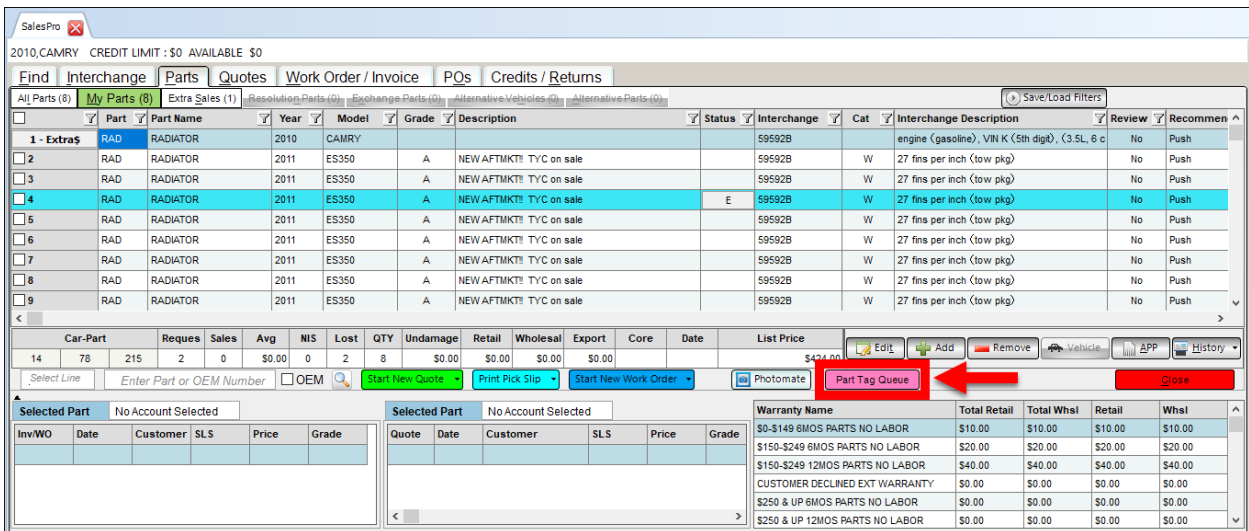 SalesPro
2010,CAMRY CREDIT LIMIT : $0 AVAILABLE $0
Find Interchange Parts Quotes Work Order / Invoice POs Credits / Returns
All Parts (8) My Parts (8) Extra Sales (1) Resolution Parts (0) Exchange Parts (0) Alternative Vehicles (0) Alternative Parts (0) Save/Load Filters
Part Part Name Year Model Grade Description Status Interchange Cat Interchange Description Review Recommen
1 - Extra$ RAD RADIATOR 2010 CAMRY 59592B engine (gasoline), VIN K (5th digit), (3.5L, 6 c No Push
2 RAD RADIATOR 2011 ES350 A NEW AFTMKT!! TYC on sale 59592B W 27 fins per inch (tow pkg) No Push
3 RAD RADIATOR 2011 ES350 A NEW AFTMKT!! TYC on sale 59592B W 27 fins per inch (tow pkg) No Push
4 RAD RADIATOR 2011 ES350 A NEW AFTMKT!! TYC on sale E 59592B W 27 fins per inch (tow pkg) No Push
5 RAD RADIATOR 2011 ES350 A NEW AFTMKT!! TYC on sale 59592B W 27 fins per inch (tow pkg) No Push
6 RAD RADIATOR 2011 ES350 A NEW AFTMKT!! TYC on sale 59592B W 27 fins per inch (tow pkg) No Push
7 RAD RADIATOR 2011 ES350 A NEW AFTMKT!! TYC on sale 59592B W 27 fins per inch (tow pkg) No Push
8 RAD RADIATOR 2011 ES350 A NEW AFTMKT!! TYC on sale 59592B W 27 fins per inch (tow pkg) No Push
9 RAD RADIATOR 2011 ES350 A NEW AFTMKT!! TYC on sale 59592B W 27 fins per inch (tow pkg) No Push
Car-Part Reques Sales Avg NIS Lost QTY Undamage Retail Wholesal Export Core Date List Price
14 78 215 2 0 $0.00 0 2 8 $0.00 $0.00 $0.00 $0.00 $424.00 Edit Add Remove Vehicle APP History
Select Line Enter Part or OEM Number OEM Start New Quote Print Pick Slip Start New Work Order Photomate Part Tag Queue Close
Selected Part No Account Selected Selected Part No Account Selected Warranty Name Total Retail Total Whsl Retail Whsl
Inv/WO Date Customer SLS Price Grade Quote Date Customer SLS Price Grade $0-$149 6MOS PARTS NO LABOR $10.00 $10.00 $10.00 $10.00
$150-$249 6MOS PARTS NO LABOR $20.00 $20.00 $20.00 $20.00
$150-$249 12MOS PARTS NO LABOR $40.00 $40.00 $40.00 $40.00
CUSTOMER DECLINED EXT WARRANTY $0.00 $0.00 $0.00 $0.00
$250 & UP 6MOS PARTS NO LABOR $0.00 $0.00 $0.00 $0.00
$250 & UP 12MOS PARTS NO LABOR $0.00 $0.00 $0.00 $0.00